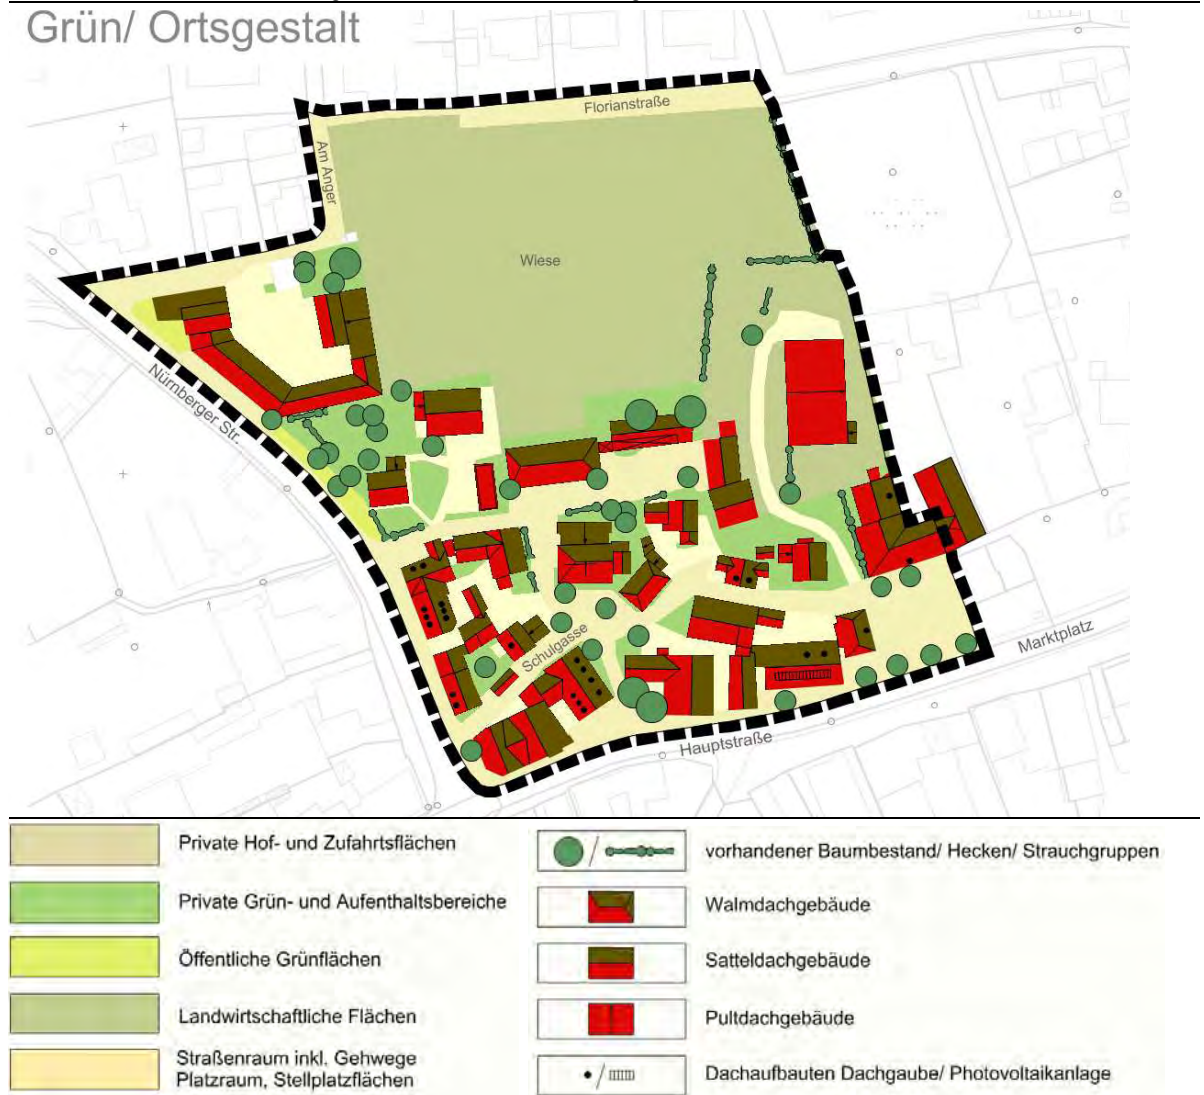 Grün/ Ortsgestalt
Florianstraße
Am Anger
Wiese
Nürnberger Str.
Schulgasse
Marktplatz
Hauptstraße
Private Hof- und Zufahrtsflächen
Private Grün- und Aufenthaltsbereiche
Öffentliche Grünflächen
Landwirtschaftliche Flächen
Straßenraum inkl. Gehwege
Platzraum, Stellplatzflächen
vorhandener Baumbestand/ Hecken/ Strauchgruppen
Walmdachgebäude
Satteldachgebäude
Pultdachgebäude
Dachaufbauten Dachgaube/ Photovoltaikanlage